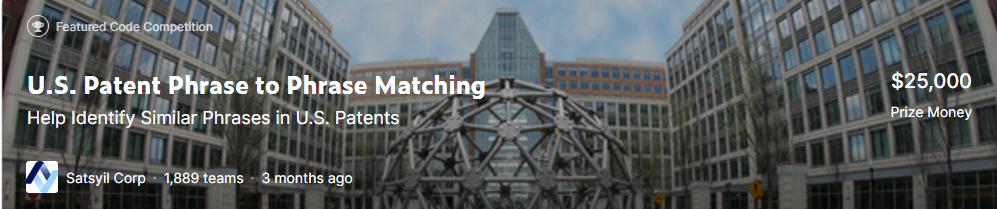 Featured Code Competition
U.S. Patent Phrase to Phrase Matching
$25,000
Help Identify Similar Phrases in U.S. Patents
Prize Money
Satsyil Corp · 1,889 teams · 3 months ago